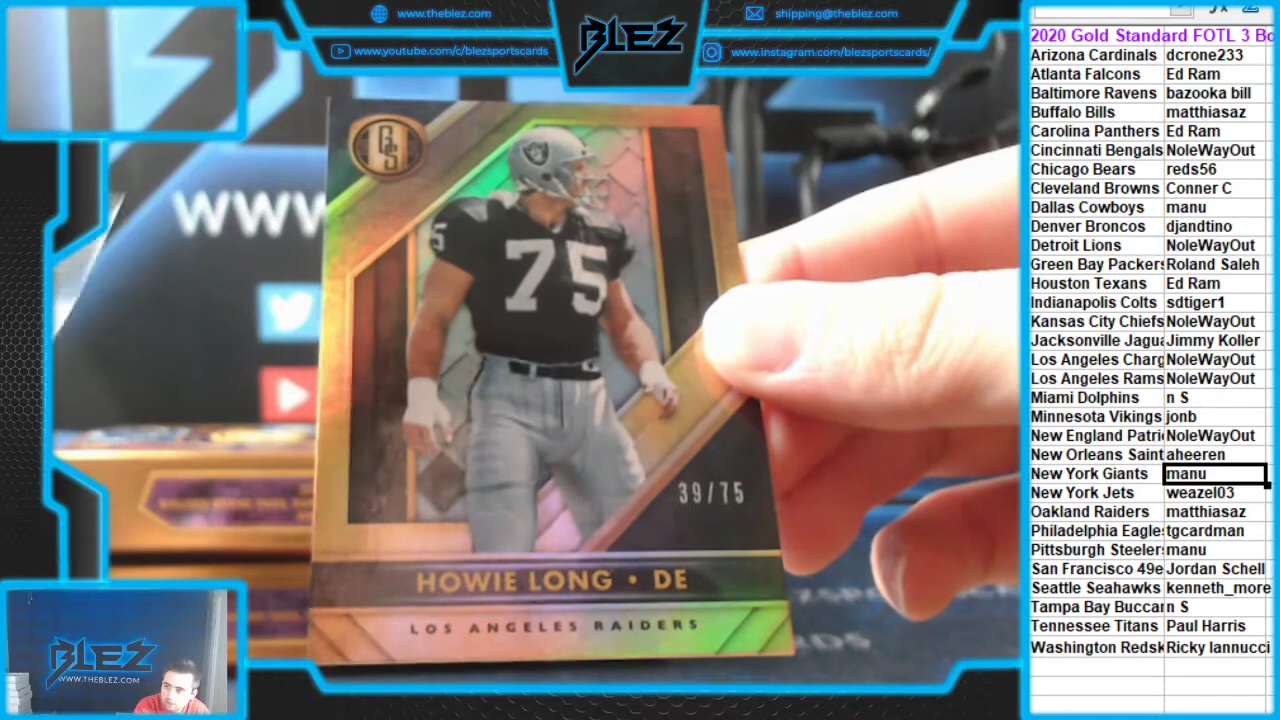 www.theblez.com
www.youtube.com/c/blezsportscards
BLEZ
shipping@theblez.com
www.instagram.com/blezsportscards/
WWW
GS
5
75
39/75
HOWIE LONG • DE
LOS ANGELES RAIDERS
BLEZ
WWW.THEBLEZ.COM
2020 Gold Standard FOTL 3 Bo
Arizona Cardinals dcrone233
Atlanta Falcons Ed Ram
Baltimore Ravens bazooka bill
Buffalo Bills matthiasaz
Carolina Panthers Ed Ram
Cincinnati Bengals NoleWayOut
Chicago Bears reds56
Cleveland Browns Conner C
Dallas Cowboys manu
Denver Broncos djandtino
Detroit Lions NoleWayOut
Green Bay Packers Roland Saleh
Houston Texans Ed Ram
Indianapolis Colts sdtiger1
Kansas City Chiefs NoleWayOut
Jacksonville Jagua Jimmy Koller
Los Angeles Charg NoleWayOut
Los Angeles Rams NoleWayOut
Miami Dolphins n S
Minnesota Vikings jonb
New England Patri NoleWayOut
New Orleans Saint aheeren
New York Giants manu
New York Jets weazel03
Oakland Raiders matthiasaz
Philadelphia Eagles tgcardman
Pittsburgh Steelers manu
San Francisco 49e Jordan Schell
Seattle Seahawks kenneth_more
Tampa Bay Buccan n S
Tennessee Titans Paul Harris
Washington Redsk Ricky Iannucci